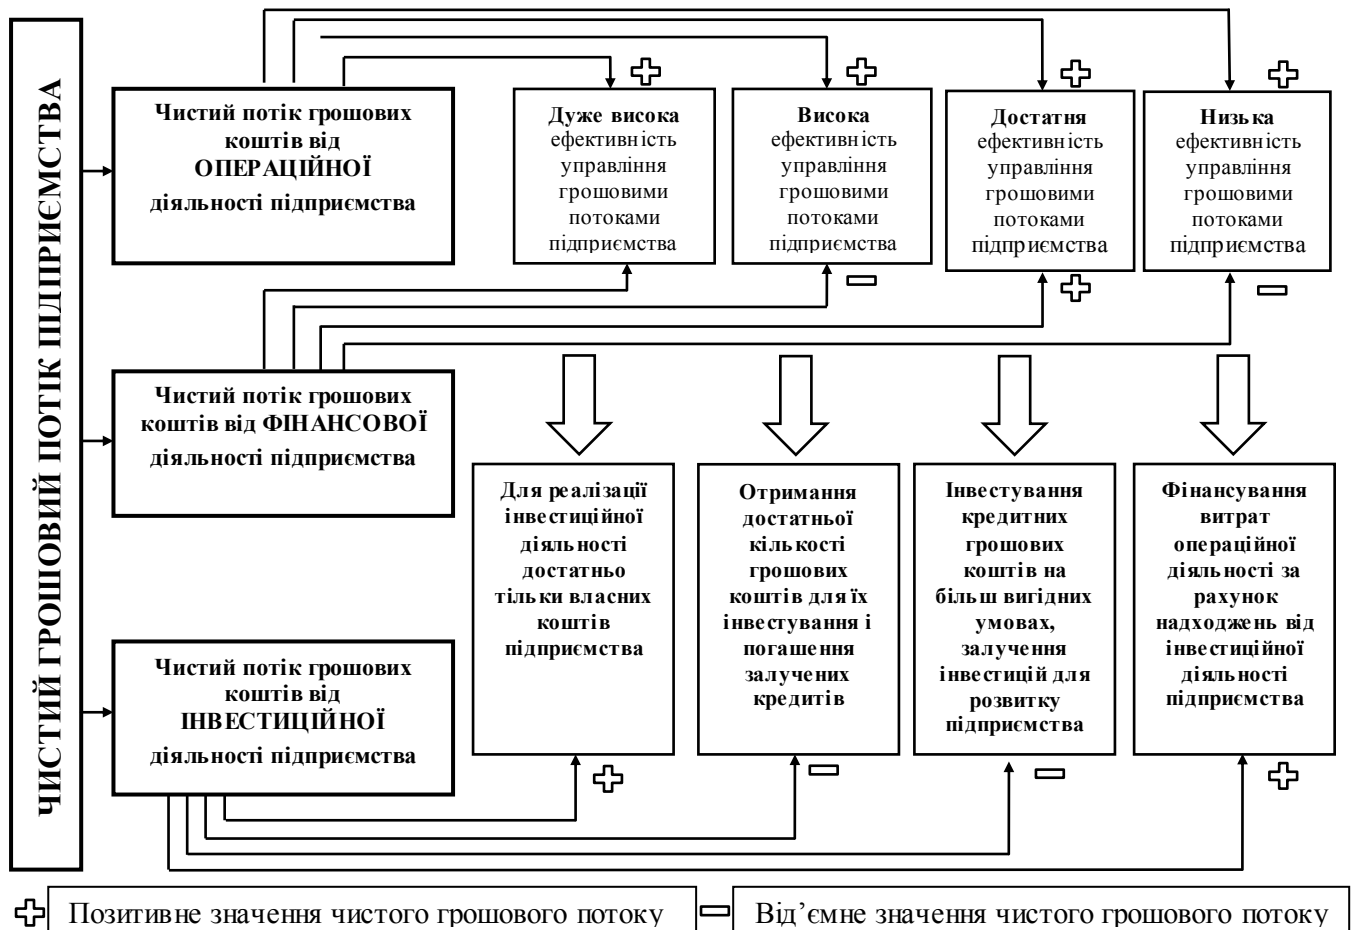 ЧИСТИЙ ГРОШОВИЙ ПОТІК ПІДПРИЄМСТВА
Чистий потік грошових
коштів від
ОПЕРАЦІЙНОЇ
діяльності підприємства
Дуже висока
ефективність
управління
грошовими
потоками
підприємства
Висока
ефективність
управління
грошовими
потоками
підприємства
Достатня
ефективність
управління
грошовими
потоками
підприємства
Низька
ефективність
управління
грошовими
потоками
підприємства
Чистий потік грошових
коштів від ФІНАНСОВОЇ
діяльності підприємства
Для реалізації
інвестиційної
діяльності
достатньо
тільки власних
коштів
підприємства
Отримання
достатньої
кількості
грошових
коштів для їх
інвестування і
погашення
залучених
кредитів
Інвестування
кредитних
грошових
коштів на
більш вигідних
умовах,
залучення
інвестицій для
розвитку
підприємства
Фінансування
витрат
операційної
діяльності за
рахунок
надходжень від
інвестиційної
діяльності
підприємства
Чистий потік грошових
коштів від
ІНВЕСТИЦІЙНОЇ
діяльності підприємства
Позитивне значення чистого грошового потоку
Від’ємне значення чистого грошового потоку